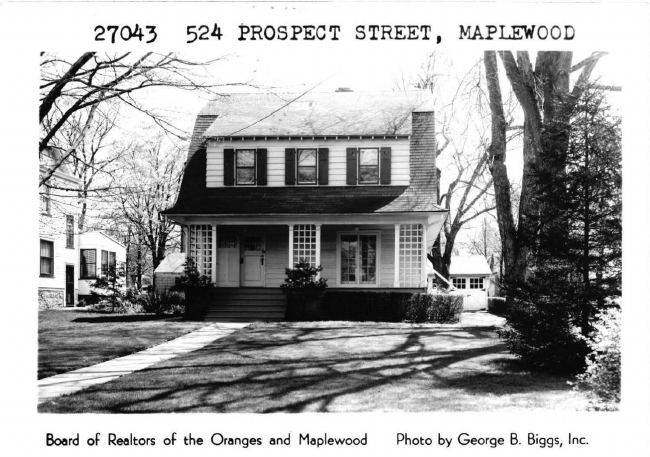 27043 524 PROSPECT STREET, MAPLEWOOD
Board of Realtors of the Oranges and Maplewood Photo by George B. Biggs, Inc.